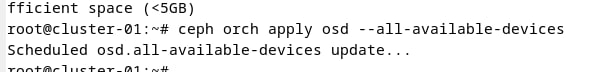 fficient space (<5GB)
root@cluster-01:~# ceph orch apply osd --all-available-devices
Scheduled osd.all-available-devices update...
root@cluster-01:~#